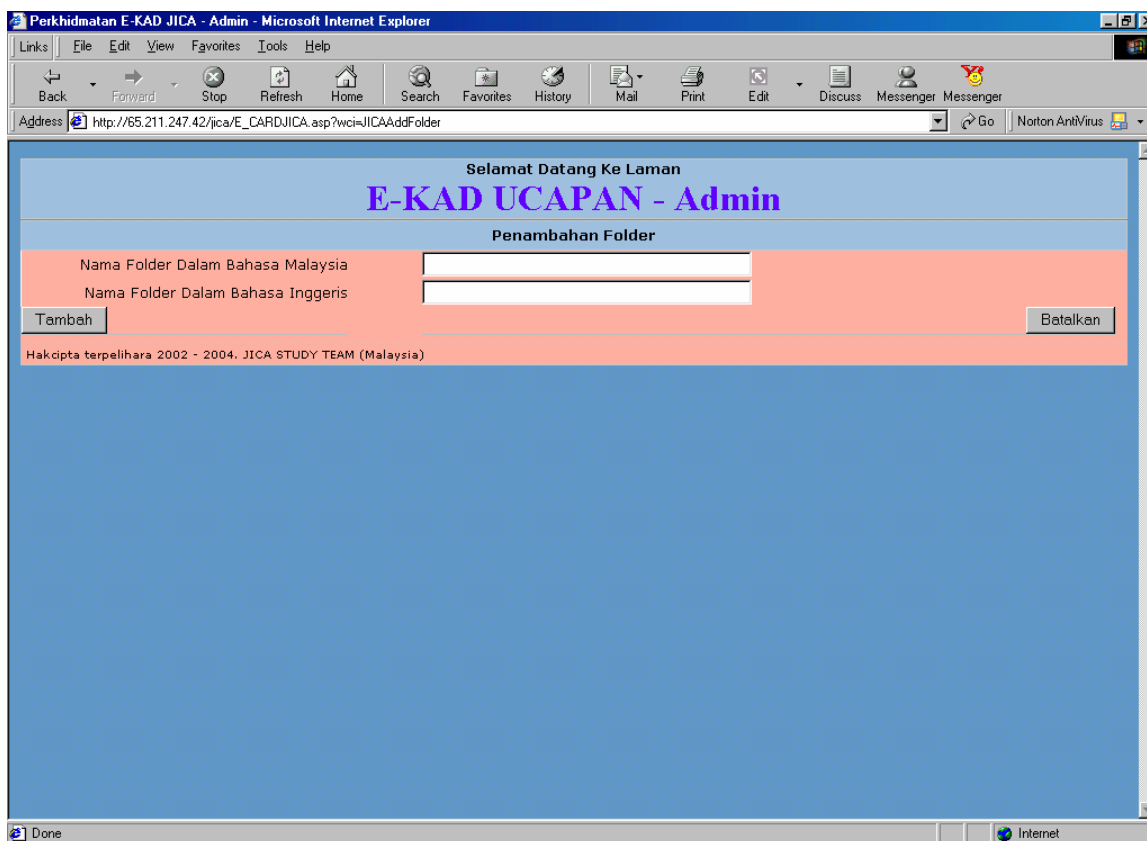 Perkhidmatan E-KAD JICA - Admin - Microsoft Internet Explorer
Links File Edit View Favorites Tools Help
Back Forward Stop Refresh Home Search Favorites History Mail Print Edit Discuss Messenger Messenger
Address http://65.211.247.42/jica/E_CARDJICA.asp?wci=JICAAddFolder Go Norton AntiVirus
Selamat Datang Ke Laman
E-KAD UCAPAN - Admin
Penambahan Folder
Nama Folder Dalam Bahasa Malaysia
Nama Folder Dalam Bahasa Inggeris
Tambah Batalkan
Hakcipta terpelihara 2002 - 2004. JICA STUDY TEAM (Malaysia)
Done Internet